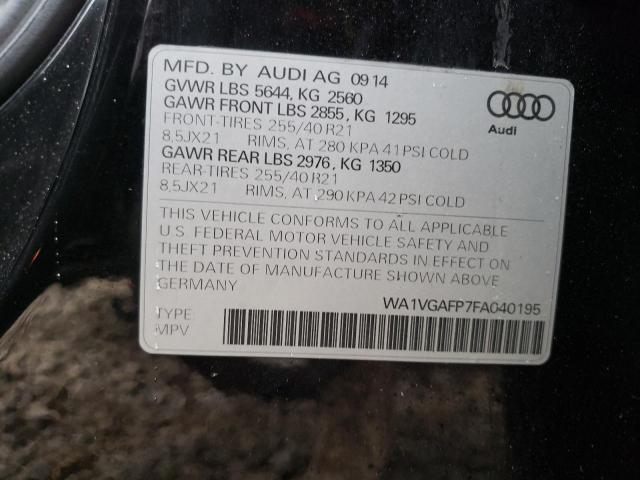 MFD. BY AUDI AG 0914
GVWR LBS 5644, KG 2560
GAWR FRONT LBS 2855, KG 1295
FRONT-TIRES 255/40 R21
8,5JX21 RIMS, AT 280 KPA 41 PSI COLD
GAWR REAR LBS 2976, KG 1350
REAR-TIRES 255/40 R21
8,5JX21 RIMS, AT 290 KPA 42 PSI COLD
Audi
THIS VEHICLE CONFORMS TO ALL APPLICABLE
U.S. FEDERAL MOTOR VEHICLE SAFETY AND
THEFT PREVENTION STANDARDS IN EFFECT ON
THE DATE OF MANUFACTURE SHOWN ABOVE
GERMANY
WA1VGAFP7FA040195
TYPE:
MPV